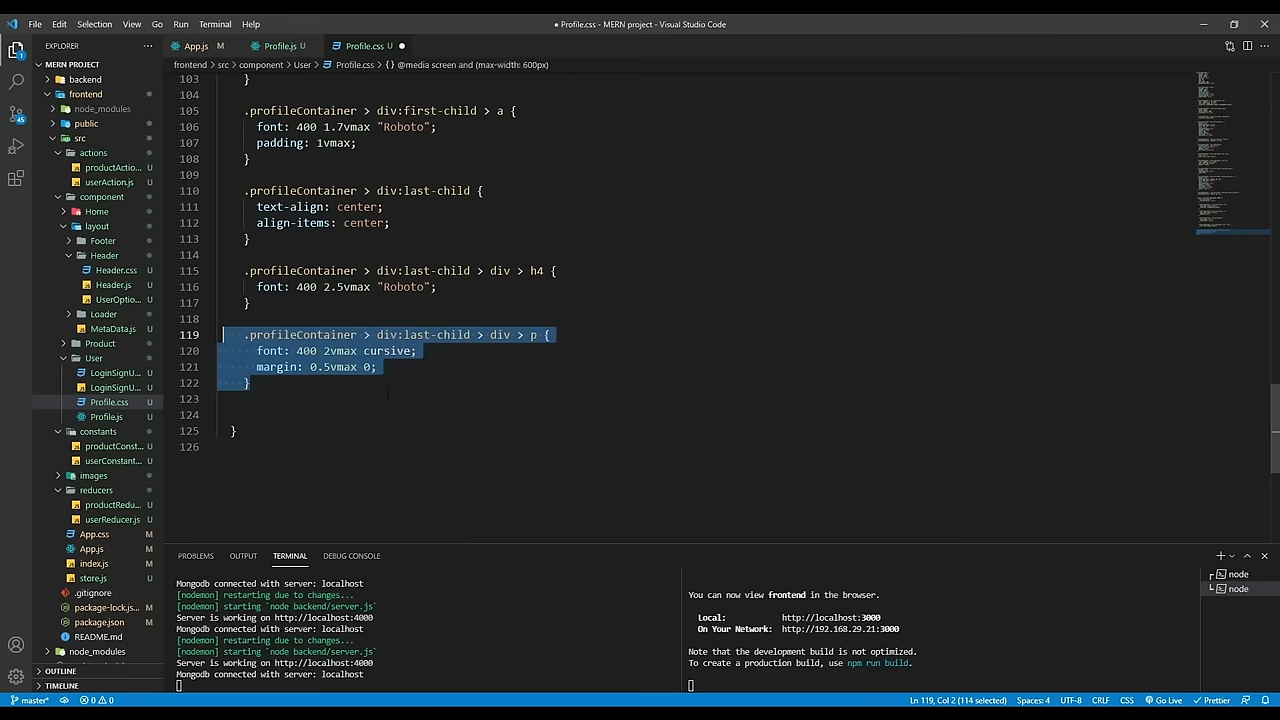 File Edit Selection View Go Run Terminal Help
● Profile.css - MERN project - Visual Studio Code
EXPLORER
MERN PROJECT
backend
frontend
node_modules
public
src
actions
productActio... U
userAction.js U
component
Home
layout
Footer
Header
Header.css U
Header.js U
UserOptio... U
Loader
MetaData.js U
Product
User
LoginSignU... U
LoginSignU... U
Profile.css U
Profile.js U
constants
productConst... U
userConstant... U
images
reducers
productRedu... U
userReducer.js U
App.css M
App.js M
index.js M
store.js U
.gitignore
package-lock.js... M
package.json M
README.md
node_modules
OUTLINE
TIMELINE
App.js M Profile.js U Profile.css U ●
frontend > src > component > User > Profile.css > { } @media screen and (max-width: 600px)
103 }
104
105 .profileContainer > div:first-child > a {
106 font: 400 1.7vmax "Roboto";
107 padding: 1vmax;
108 }
109
110 .profileContainer > div:last-child {
111 text-align: center;
112 align-items: center;
113 }
114
115 .profileContainer > div:last-child > div > h4 {
116 font: 400 2.5vmax "Roboto";
117 }
118
119 .profileContainer > div:last-child > div > p {
120 font: 400 2vmax cursive;
121 margin: 0.5vmax 0;
122 }
123
124
125 }
126
PROBLEMS OUTPUT TERMINAL DEBUG CONSOLE
Mongodb connected with server: localhost
[nodemon] restarting due to changes...
[nodemon] starting `node backend/server.js`
Server is working on http://localhost:4000
Mongodb connected with server: localhost
[nodemon] restarting due to changes...
[nodemon] starting `node backend/server.js`
Server is working on http://localhost:4000
Mongodb connected with server: localhost
You can now view frontend in the browser.
Local: http://localhost:3000
On Your Network: http://192.168.29.21:3000
Note that the development build is not optimized.
To create a production build, use npm run build.
node
node
master* 0 0 Ln 119, Col 2 (114 selected) Spaces: 4 UTF-8 CRLF CSS Go Live Prettier